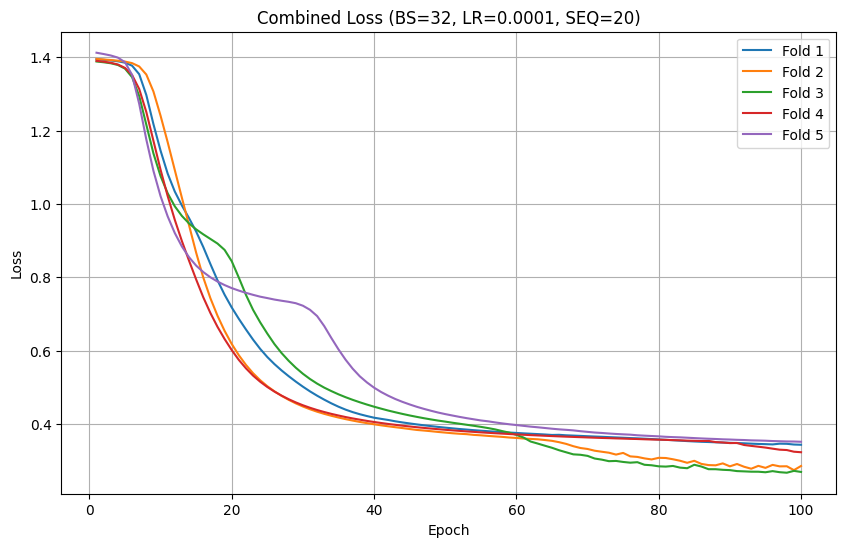 Combined Loss (BS=32, LR=0.0001, SEQ=20)
Fold 1
Fold 2
Fold 3
Fold 4
Fold 5
Loss
1.4
1.2
1.0
0.8
0.6
0.4
0 20 40 60 80 100
Epoch